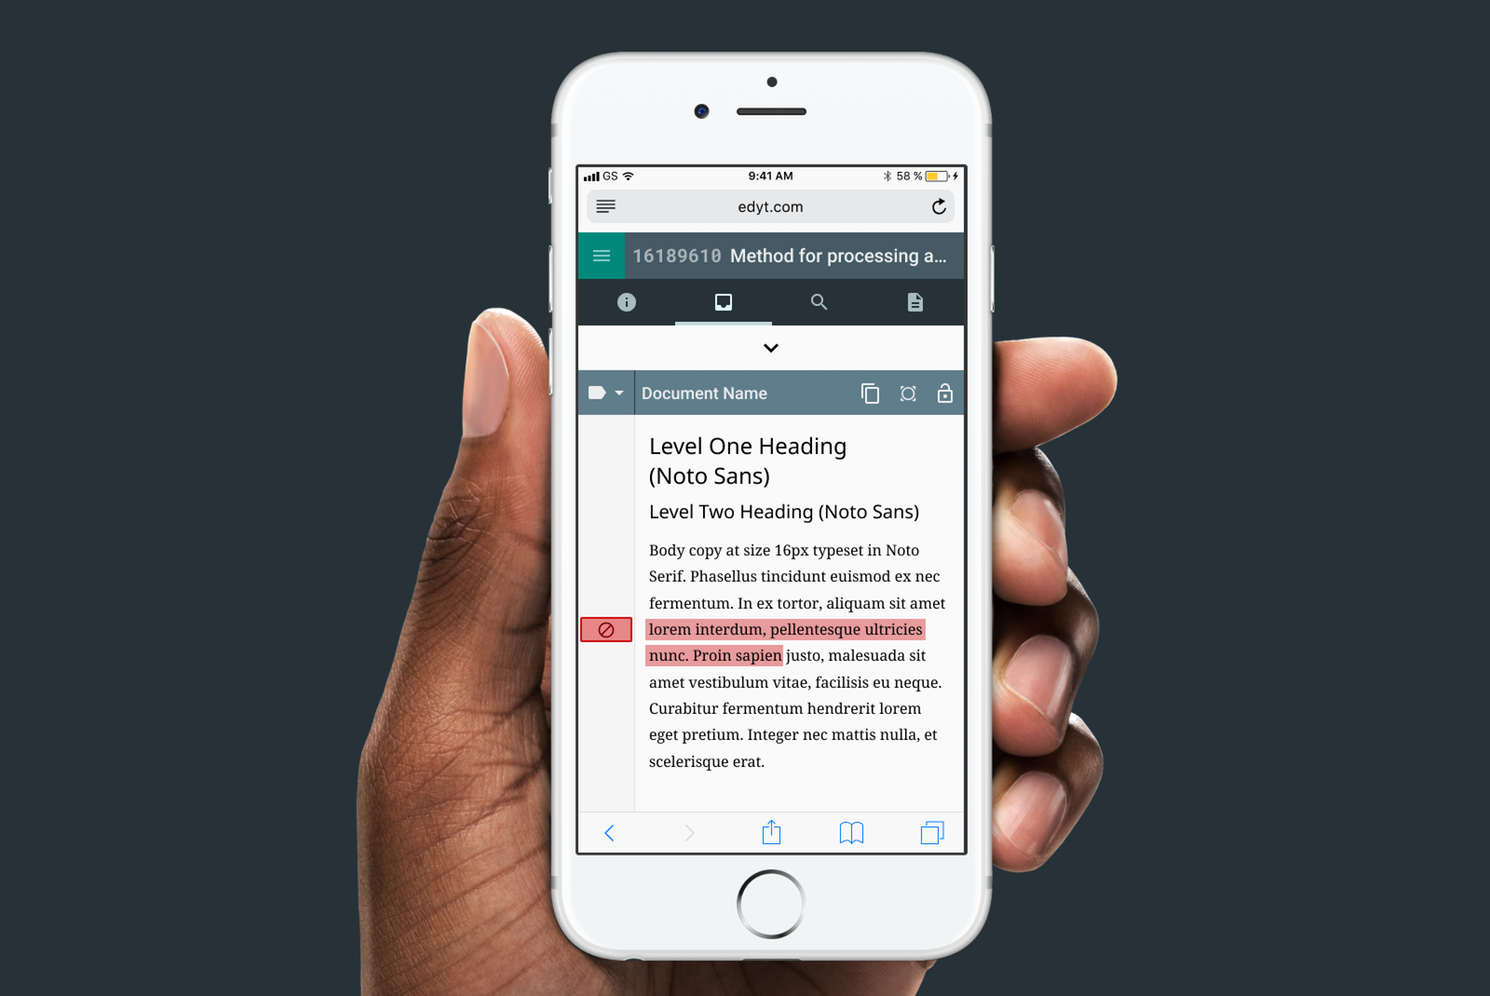 GS 9:41 AM 58 %
edyt.com
16189610 Method for processing a...
Document Name
Level One Heading
(Noto Sans)
Level Two Heading (Noto Sans)
Body copy at size 16px typeset in Noto
Serif. Phasellus tincidunt euismod ex nec
fermentum. In ex tortor, aliquam sit amet
lorem interdum, pellentesque ultricies
nunc. Proin sapien justo, malesuada sit
amet vestibulum vitae, facilisis eu neque.
Curabitur fermentum hendrerit lorem
eget pretium. Integer nec mattis nulla, et
scelerisque erat.